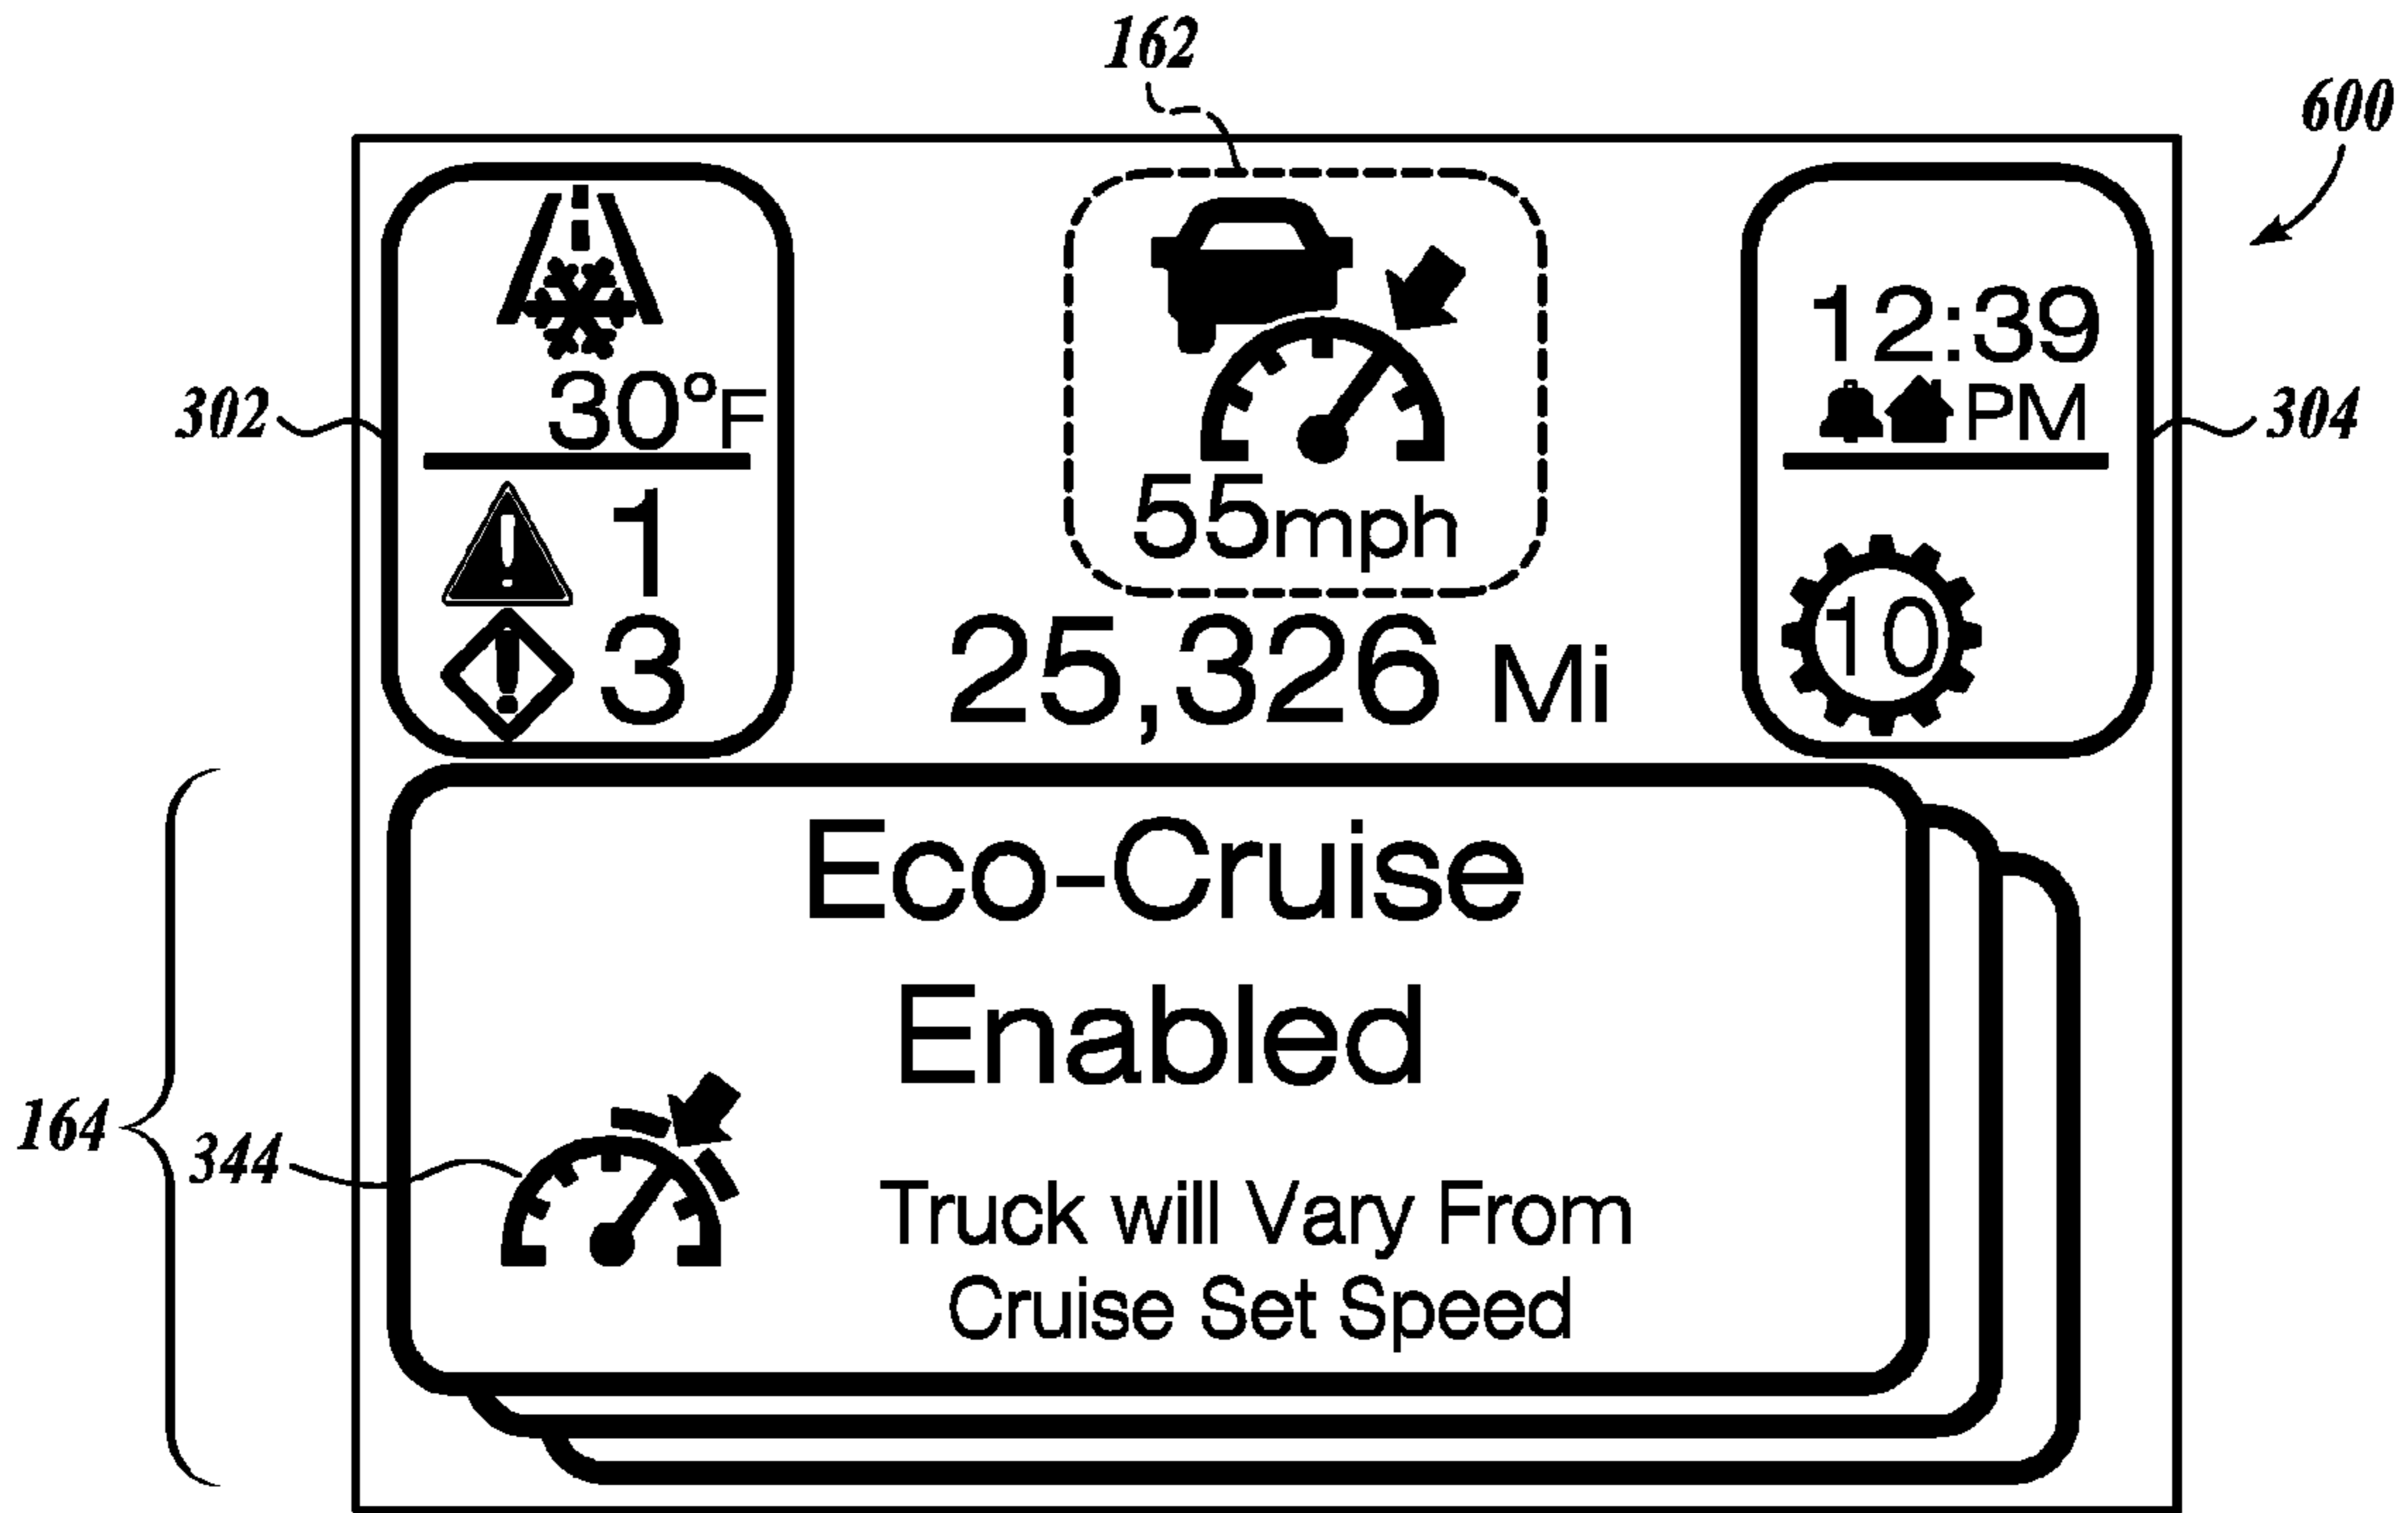 162
600
302
30°F
1
3
55mph
25,326 Mi
12:39
PM
10
304
Eco-Cruise
Enabled
Truck will Vary From
Cruise Set Speed
164
344